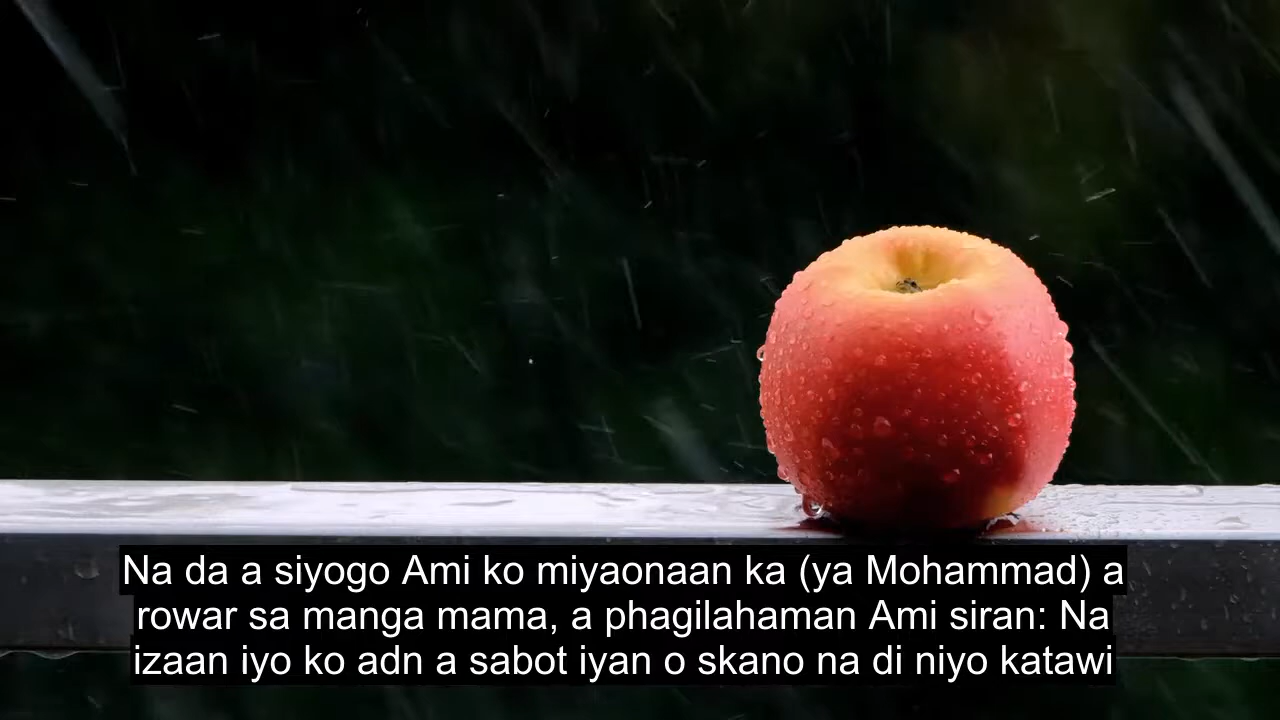 Na da a siyogo Ami ko miyaonaan ka (ya Mohammad) a
rowar sa manga mama, a phagilahaman Ami siran: Na
izaan iyo ko adn a sabot iyan o skano na di niyo katawi